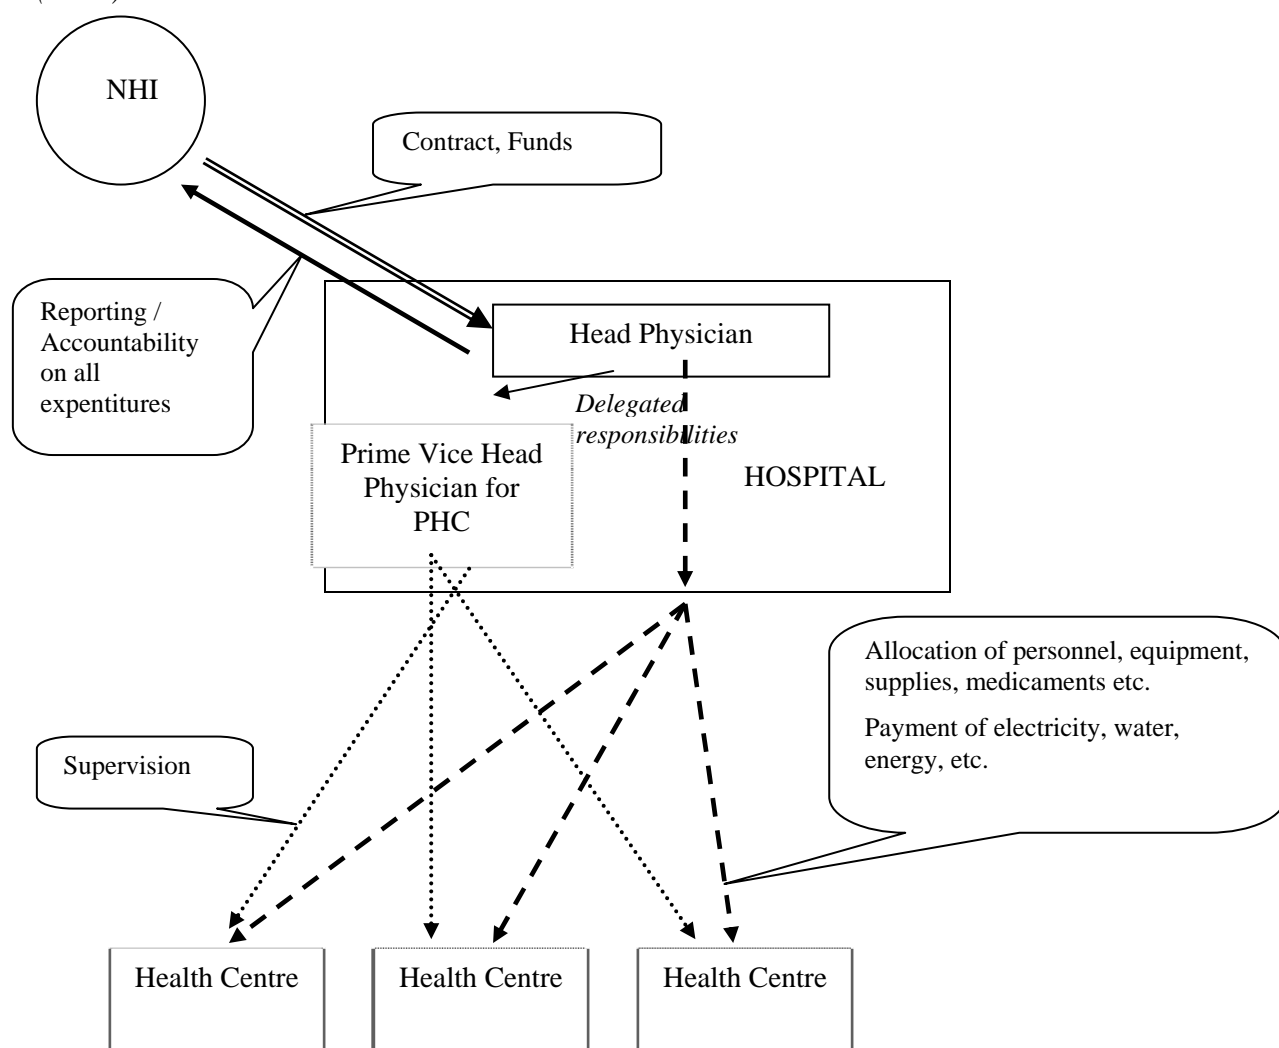 NHI
Contract, Funds
Reporting /
Accountability
on all
expentitures
Head Physician
Delegated
responsibilities
Prime Vice Head
Physician for
PHC
HOSPITAL
Allocation of personnel, equipment,
supplies, medicaments etc.
Payment of electricity, water,
energy, etc.
Supervision
Health Centre
Health Centre
Health Centre